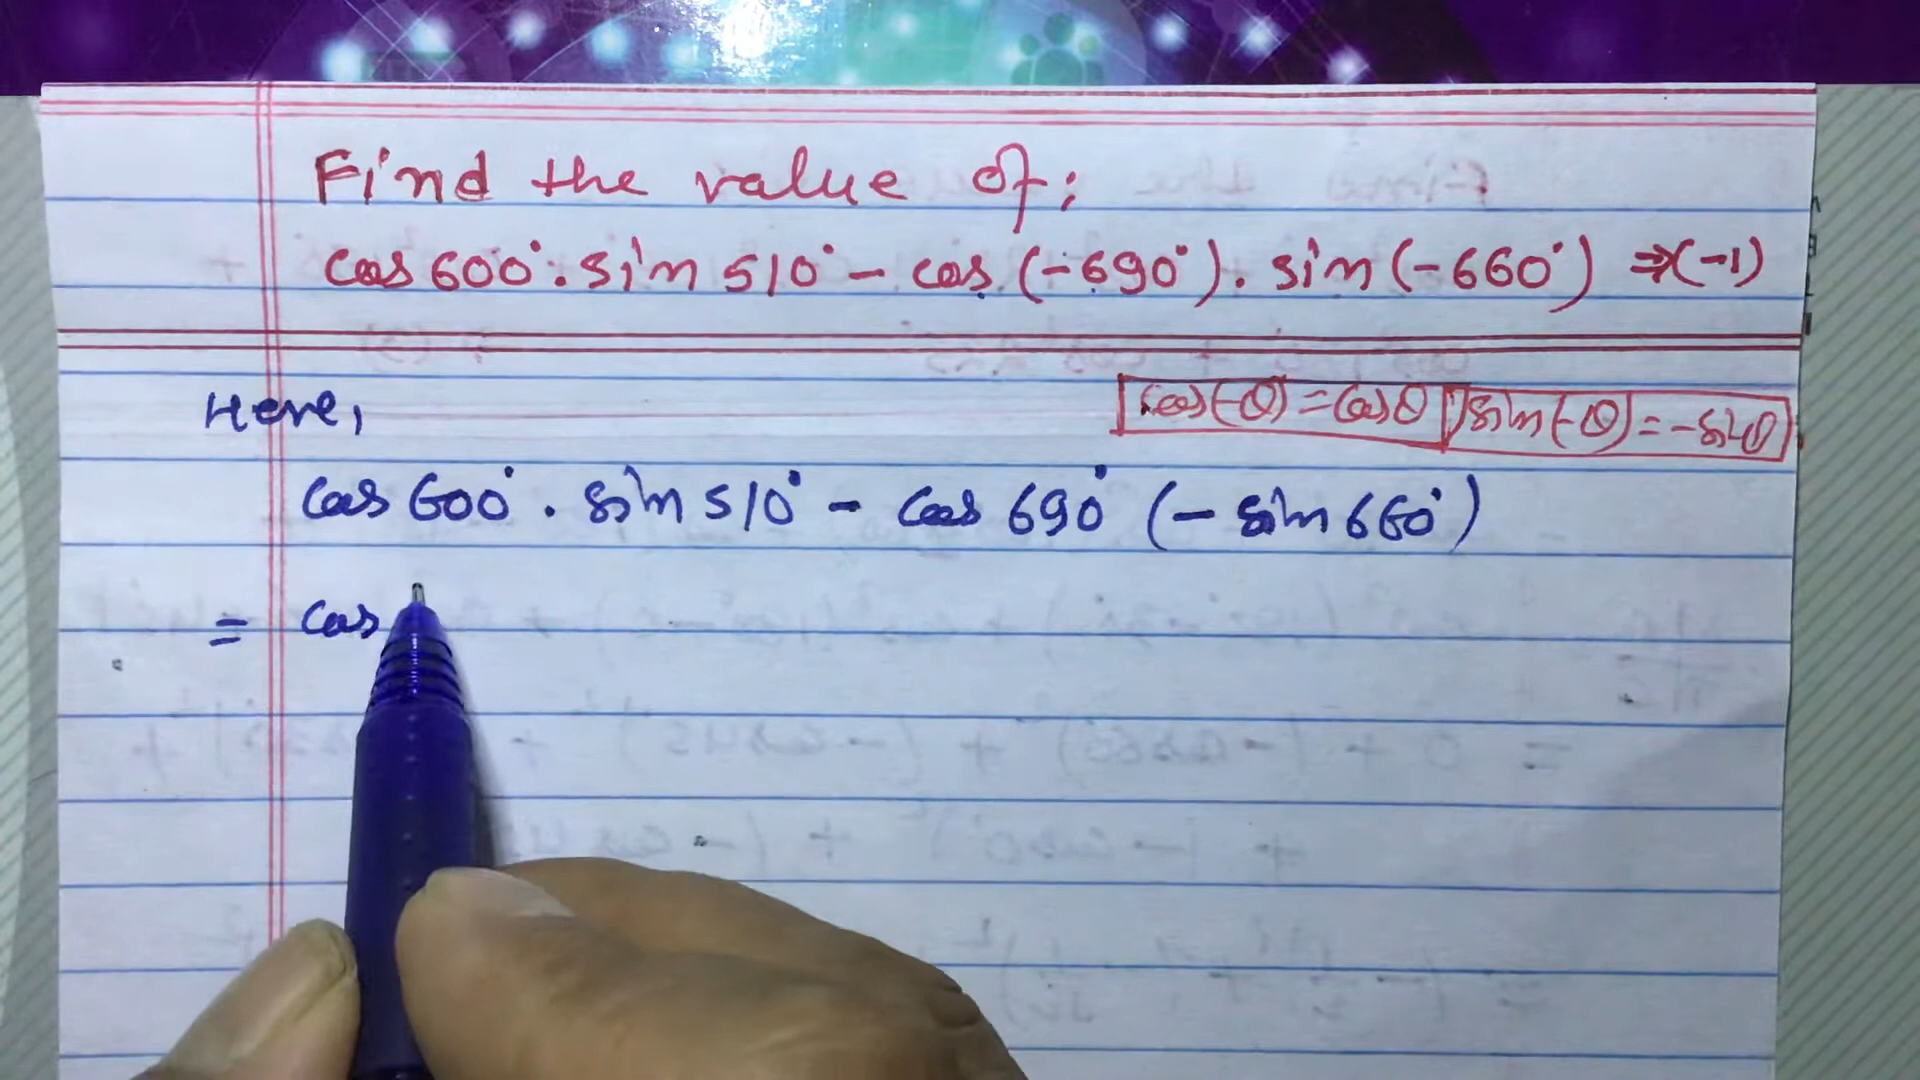 Find the value of;
cos 600°. sin 510° - cos (-690°). sin (-660°) ⇒ (-1)
Here,
cos(-θ) = cosθ
sin(-θ) = -sinθ
cos 600° . sin 510° - cos 690° (- sin 660°)
= cos